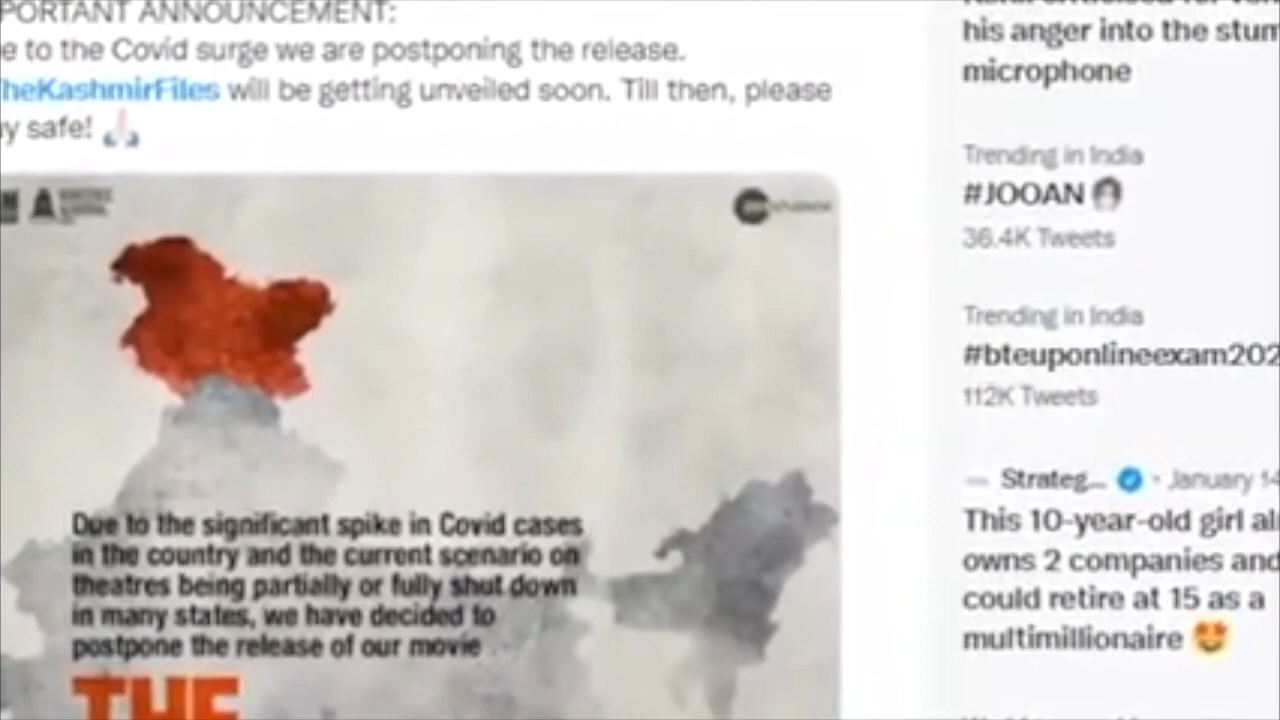 PORTANT ANNOUNCEMENT:
e to the Covid surge we are postponing the release.
TheKashmirFiles will be getting unveiled soon. Till then, please
ay safe! 🙏
Due to the significant spike in Covid cases
in the country and the current scenario on
theatres being partially or fully shut down
in many states, we have decided to
postpone the release of our movie
THE
his anger into the stum
microphone
Trending in India
#JOOAN
36.4K Tweets
Trending in India
#bteuponlineexam202
112K Tweets
Strateg... · January 14
This 10-year-old girl al
owns 2 companies and
could retire at 15 as a
multimillionaire 🤩